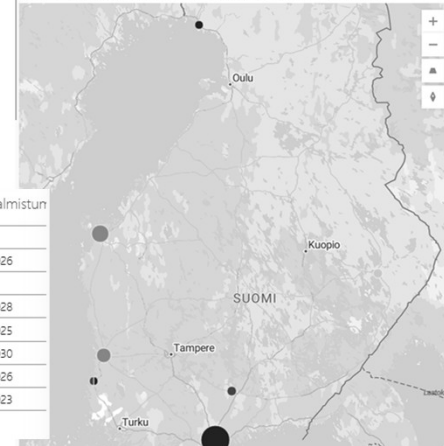 Oulu
almistum
26
Kuopio
28
SUOMI
25
30
Tampere
26
23
Turku